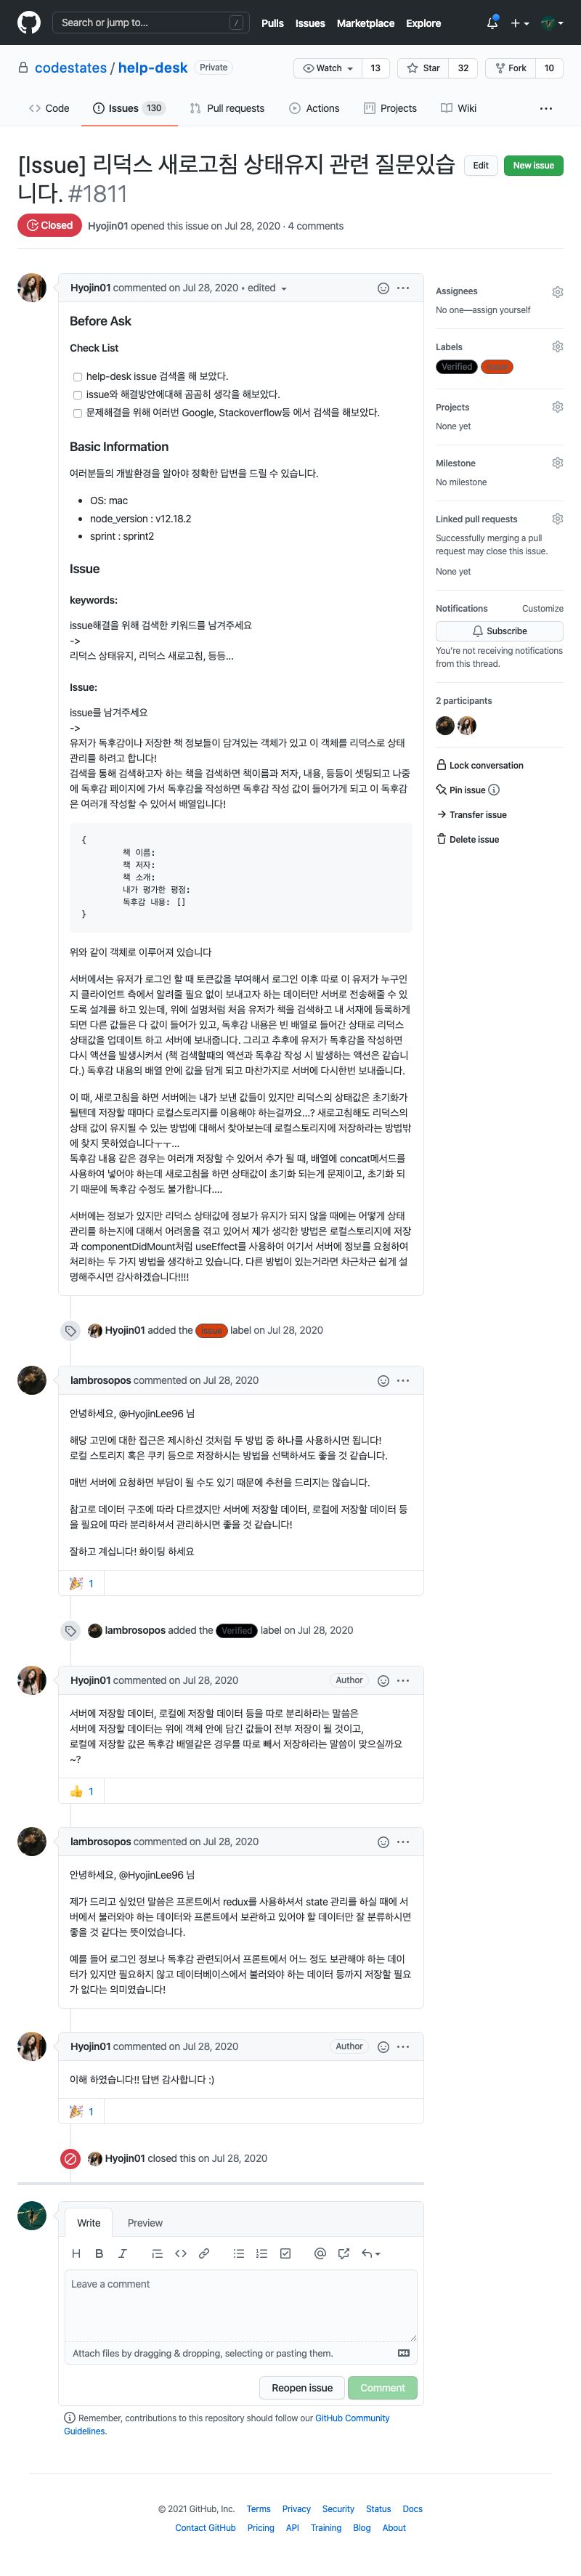 Search or jump to... /
Pulls Issues Marketplace Explore
codestates / help-desk Private
Watch 13 Star 32 Fork 10
Code Issues 130 Pull requests Actions Projects Wiki ...
[Issue] 리덕스 새로고침 상태유지 관련 질문있습
니다. #1811
Edit New issue
Closed Hyojin01 opened this issue on Jul 28, 2020 · 4 comments
Hyojin01 commented on Jul 28, 2020 • edited
Before Ask
Check List
help-desk issue 검색을 해 보았다.
issue와 해결방안에대해 곰곰히 생각을 해보았다.
문제해결을 위해 여러번 Google, Stackoverflow등 에서 검색을 해보았다.
Basic Information
여러분들의 개발환경을 알아야 정확한 답변을 드릴 수 있습니다.
• OS: mac
• node_version : v12.18.2
• sprint : sprint2
Issue
keywords:
issue해결을 위해 검색한 키워드를 남겨주세요
->
리덕스 상태유지, 리덕스 새로고침, 등등...
Issue:
issue를 남겨주세요
->
유저가 독후감이나 저장한 책 정보들이 담겨있는 객체가 있고 이 객체를 리덕스로 상태
관리를 하려고 합니다!
검색을 통해 검색하고자 하는 책을 검색하면 책이름과 저자, 내용, 등등이 셋팅되고 나중
에 독후감 페이지에 가서 독후감을 작성하면 독후감 작성 값이 들어가게 되고 이 독후감
은 여러개 작성할 수 있어서 배열입니다!
{
책 이름:
책 저자:
책 소개:
내가 평가한 평점:
독후감 내용: []
}
위와 같이 객체로 이루어져 있습니다
서버에서는 유저가 로그인 할 때 토큰값을 부여해서 로그인 이후 따로 이 유저가 누구인
지 클라이언트 측에서 알려줄 필요 없이 보내고자 하는 데이터만 서버로 전송해줄 수 있
도록 설계를 하고 있는데, 위에 설명처럼 처음 유저가 책을 검색하고 내 서재에 등록하게
되면 다른 값들은 다 값이 들어가 있고, 독후감 내용은 빈 배열로 들어간 상태로 리덕스
상태값을 업데이트 하고 서버에 보내줍니다. 그리고 추후에 유저가 독후감을 작성하면
다시 액션을 발생시켜서 (책 검색할때의 액션과 독후감 작성 시 발생하는 액션은 같습니
다.) 독후감 내용의 배열 안에 값을 담게 되고 마찬가지로 서버에 다시한번 보내줍니다.
이 때, 새로고침을 하면 서버에는 내가 보낸 값들이 있지만 리덕스의 상태값은 초기화가
될텐데 저장할 때마다 로컬스토리지를 이용해야 하는걸까요...? 새로고침해도 리덕스의
상태 값이 유지될 수 있는 방법에 대해서 찾아보는데 로컬스토리지에 저장하라는 방법밖
에 찾지 못하였습니다ㅜㅜ...
독후감 내용 같은 경우는 여러개 저장할 수 있어서 추가 될 때, 배열에 concat메서드를
사용하여 넣어야 하는데 새로고침을 하면 상태값이 초기화 되는게 문제이고, 초기화 되
기 때문에 독후감 수정도 불가합니다....
서버에는 정보가 있지만 리덕스 상태값에 정보가 유지가 되지 않을 때에는 어떻게 상태
관리를 하는지에 대해서 어려움을 겪고 있어서 제가 생각한 방법은 로컬스토리지에 저장
과 componentDidMount처럼 useEffect를 사용하여 여기서 서버에 정보를 요청하여
처리하는 두 가지 방법을 생각하고 있습니다. 다른 방법이 있는거라면 차근차근 쉽게 설
명해주시면 감사하겠습니다!!!!
Assignees
No one—assign yourself
Labels
Verified Issue
Projects
None yet
Milestone
No milestone
Linked pull requests
Successfully merging a pull
request may close this issue.
None yet
Notifications Customize
Subscribe
You're not receiving notifications
from this thread.
2 participants
Lock conversation
Pin issue
Transfer issue
Delete issue
Hyojin01 added the Issue label on Jul 28, 2020
lambrosopos commented on Jul 28, 2020
안녕하세요, @HyojinLee96 님
해당 고민에 대한 접근은 제시하신 것처럼 두 방법 중 하나를 사용하시면 됩니다!
로컬 스토리지 혹은 쿠키 등으로 저장하시는 방법을 선택하셔도 좋을 것 같습니다.
매번 서버에 요청하면 부담이 될 수도 있기 때문에 추천을 드리지는 않습니다.
참고로 데이터 구조에 따라 다르겠지만 서버에 저장할 데이터, 로컬에 저장할 데이터 등
을 필요에 따라 분리하셔서 관리하시면 좋을 것 같습니다!
잘하고 계십니다! 화이팅 하세요
1
lambrosopos added the Verified label on Jul 28, 2020
Hyojin01 commented on Jul 28, 2020 Author
서버에 저장할 데이터, 로컬에 저장할 데이터 등을 따로 분리하라는 말씀은
서버에 저장할 데이터는 위에 객체 안에 담긴 값들이 전부 저장이 될 것이고,
로컬에 저장할 값은 독후감 배열같은 경우를 따로 빼서 저장하라는 말씀이 맞으실까요
~?
1
lambrosopos commented on Jul 28, 2020
안녕하세요, @HyojinLee96 님
제가 드리고 싶었던 말씀은 프론트에서 redux를 사용하셔서 state 관리를 하실 때에 서
버에서 불러와야 하는 데이터와 프론트에서 보관하고 있어야 할 데이터만 잘 분류하시면
좋을 것 같다는 뜻이었습니다.
예를 들어 로그인 정보나 독후감 관련되어서 프론트에서 어느 정도 보관해야 하는 데이
터가 있지만 필요하지 않고 데이터베이스에서 불러와야 하는 데이터 등까지 저장할 필요
가 없다는 의미였습니다!
Hyojin01 commented on Jul 28, 2020 Author
이해 하였습니다!! 답변 감사합니다 :)
1
Hyojin01 closed this on Jul 28, 2020
Write Preview
Leave a comment
Attach files by dragging & dropping, selecting or pasting them.
Reopen issue Comment
Remember, contributions to this repository should follow our GitHub Community
Guidelines.
© 2021 GitHub, Inc. Terms Privacy Security Status Docs
Contact GitHub Pricing API Training Blog About